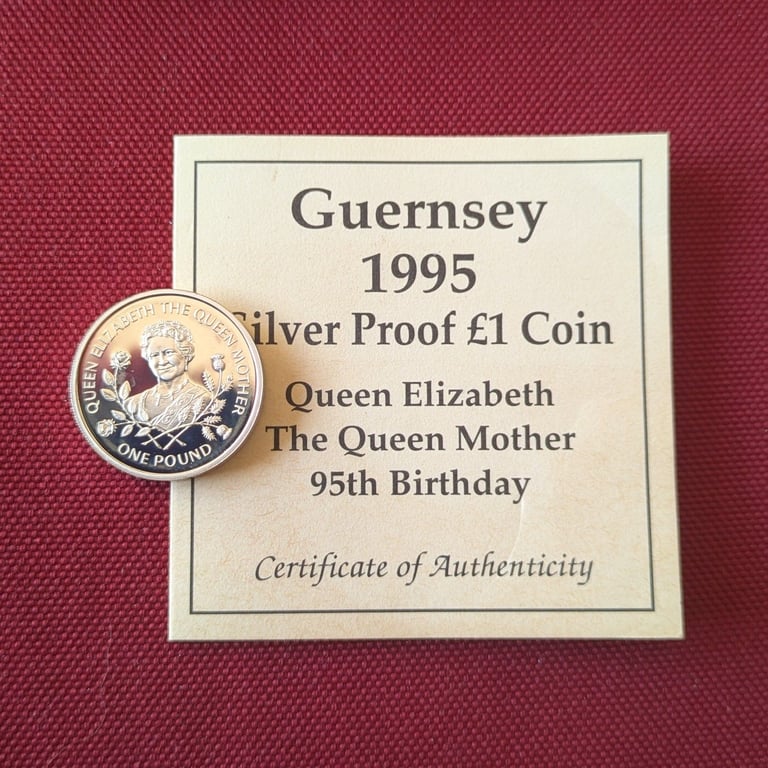 Guernsey
1995
Silver Proof £1 Coin
Queen Elizabeth
The Queen Mother
95th Birthday
Certificate of Authenticity
QUEEN ELIZABETH THE QUEEN MOTHER
ONE POUND